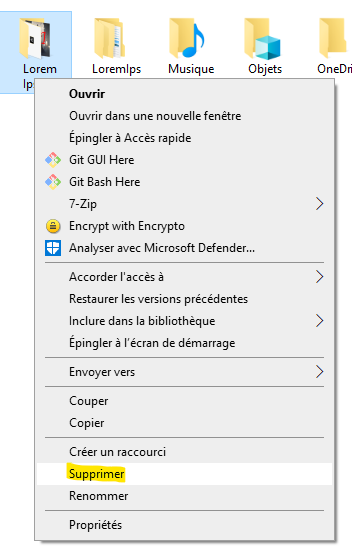 Lorem
Ips
LoremIps
Musique
Objets
OneDri
Ouvrir
Ouvrir dans une nouvelle fenêtre
Épingler à Accès rapide
Git GUI Here
Git Bash Here
7-Zip
Encrypt with Encrypto
Analyser avec Microsoft Defender...
Accorder l'accès à
Restaurer les versions précédentes
Inclure dans la bibliothèque
Épingler à l'écran de démarrage
Envoyer vers
Couper
Copier
Créer un raccourci
Supprimer
Renommer
Propriétés